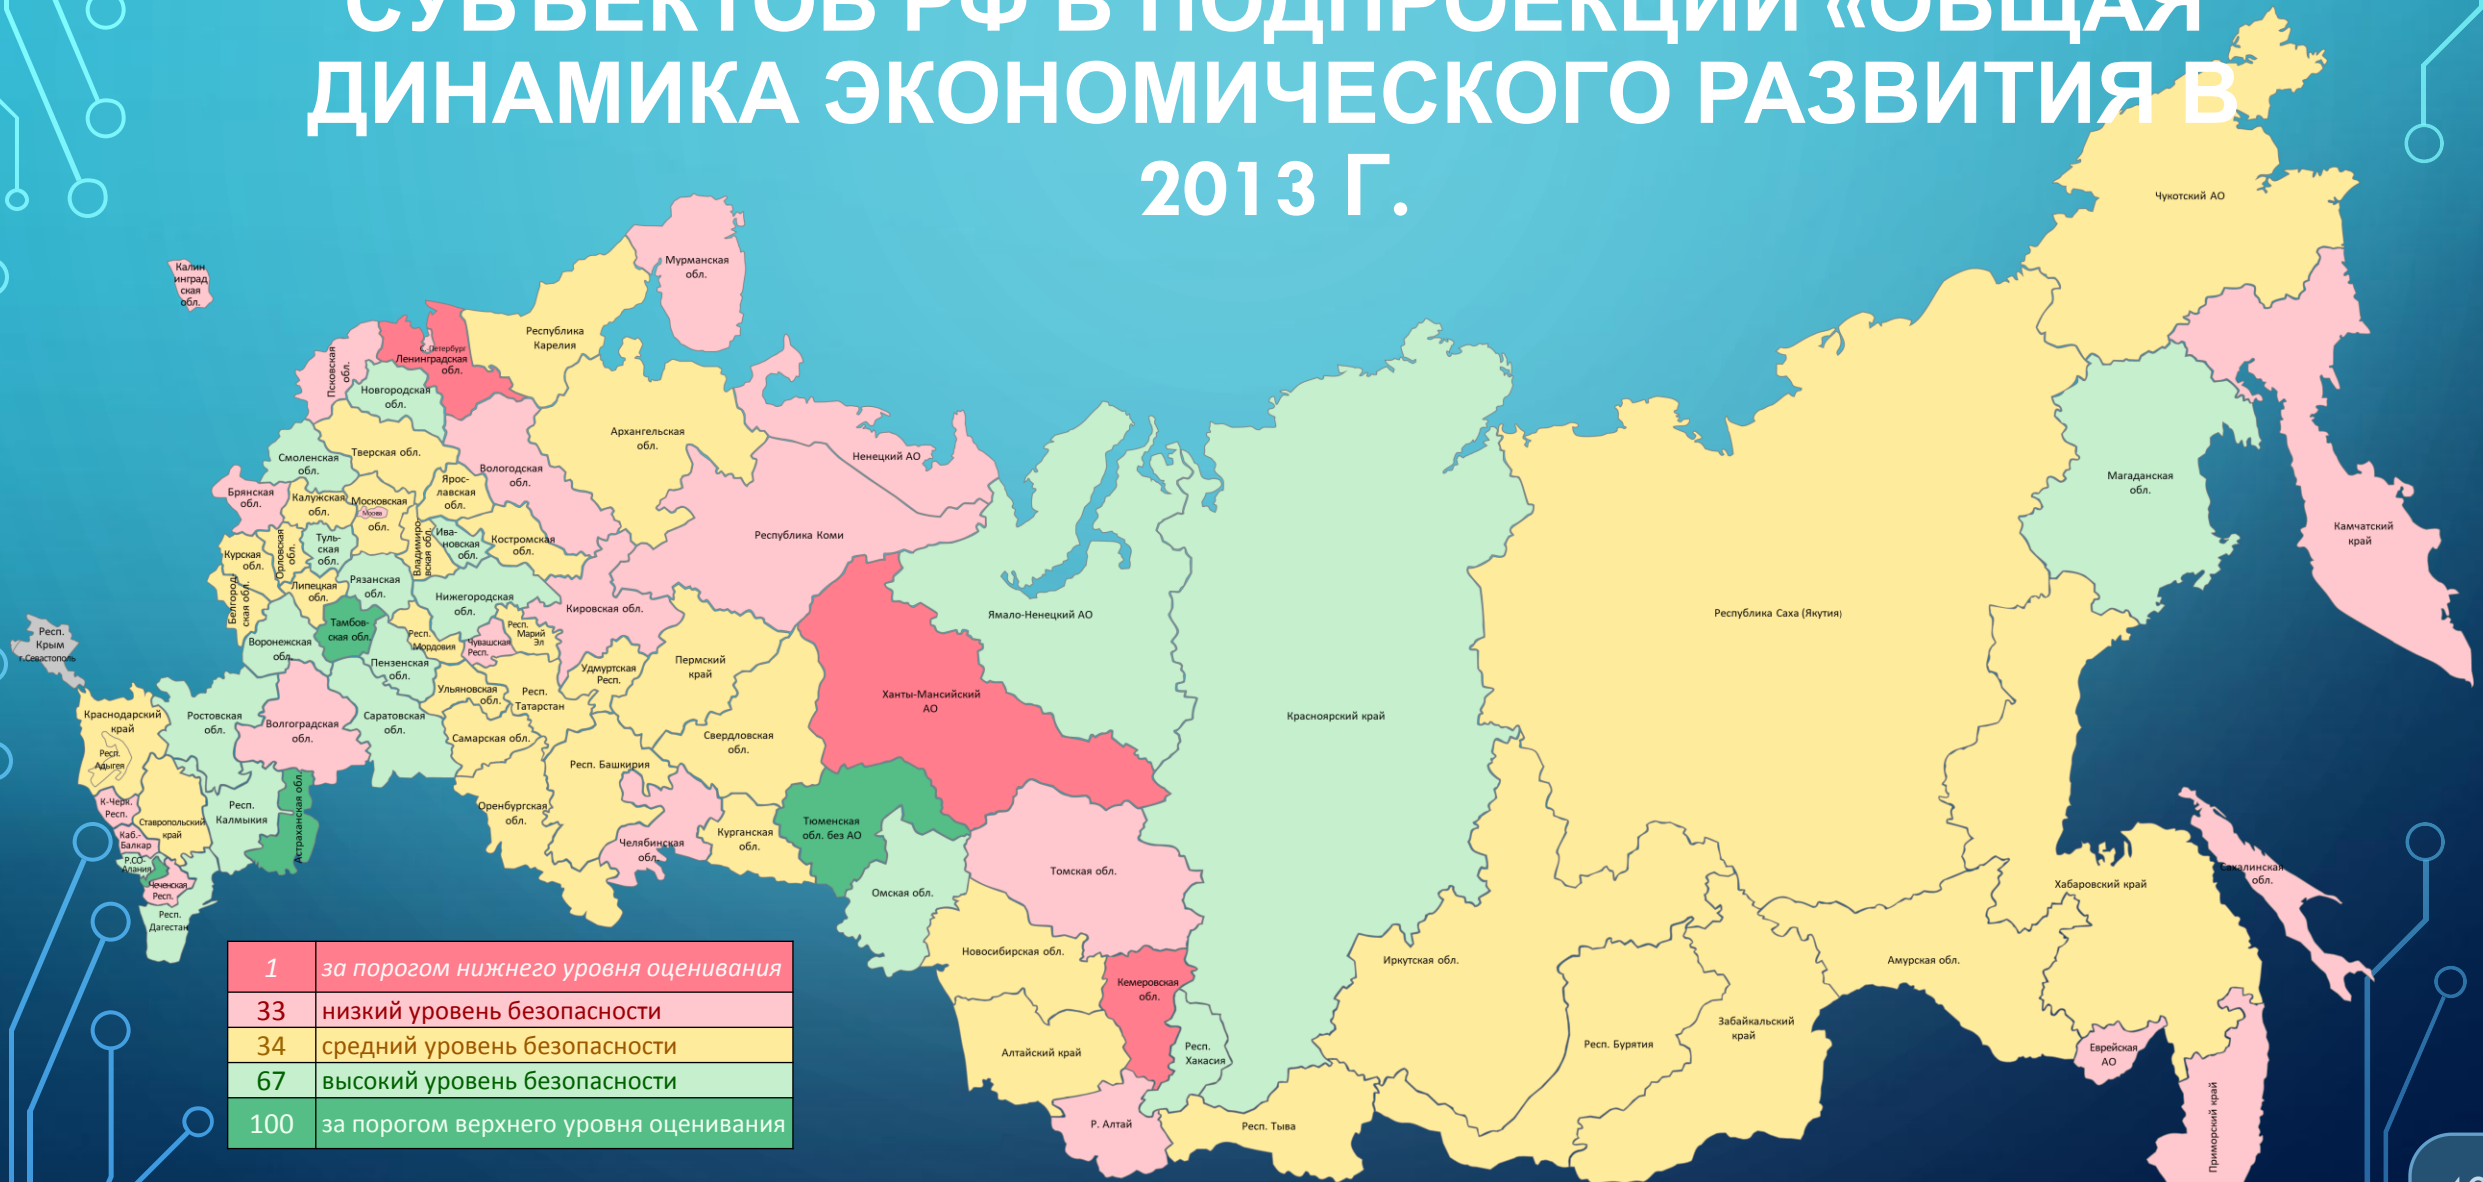 СУБЪЕКТОВ РФ В ПОДПРОЕКЦИИ «ОБЩАЯ
ДИНАМИКА ЭКОНОМИЧЕСКОГО РАЗВИТИЯ В
2013 Г.
Чукотский АО
Мурманская
обл.
Калин
инград
ская
обл.
Республика
Карелия
С.-Петербург
Ленинградская
обл.
Псковская
обл.
Новгородская
обл.
Архангельская
обл.
Тверская обл.
Смоленская
обл.
Вологодская
обл.
Ненецкий АО
Магаданская
обл.
Брянская
обл.
Калужская
обл.
Московская
Москва
обл.
Ярос-
лавская
обл.
Камчатский
край
Республика Коми
Курская
обл.
Орловская
обл.
Туль-
ская
обл.
Владимиро-
вская обл.
Ива-
новская
обл.
Костромская
обл.
Белгород-
ская обл.
Липецкая
обл.
Рязанская
обл.
Нижегородская
обл.
Кировская обл.
Ямало-Ненецкий АО
Республика Саха (Якутия)
Респ.
Крым
г.Севастополь
Воронежская
обл.
Тамбов-
ская обл.
Респ.
Мордовия
Чувашская
Респ.
Респ.
Марий
Эл
Пензенская
обл.
Удмуртская
Респ.
Пермский
край
Ульяновская
обл.
Респ.
Татарстан
Ханты-Мансийский
АО
Красноярский край
Краснодарский
край
Респ.
Адыгея
Ростовская
обл.
Волгоградская
обл.
Саратовская
обл.
Самарская обл.
Свердловская
обл.
Респ. Башкирия
К-Черк.
Респ.
Ставропольский
край
Респ.
Калмыкия
Астраханская обл.
Оренбургская
обл.
Челябинская
обл.
Курганская
обл.
Тюменская
обл. без АО
Каб.-
Балкар
Р.СО-
Алания
Чеченская
Респ.
Респ.
Дагестан
Омская обл.
Томская обл.
Сахалинская
обл.
Хабаровский край
Новосибирская обл.
Кемеровская
обл.
Иркутская обл.
Амурская обл.
Алтайский край
Респ.
Хакасия
Респ. Бурятия
Забайкальский
край
Еврейская
АО
Р. Алтай
Респ. Тыва
Приморский край
1 за порогом нижнего уровня оценивания
33 низкий уровень безопасности
34 средний уровень безопасности
67 высокий уровень безопасности
100 за порогом верхнего уровня оценивания